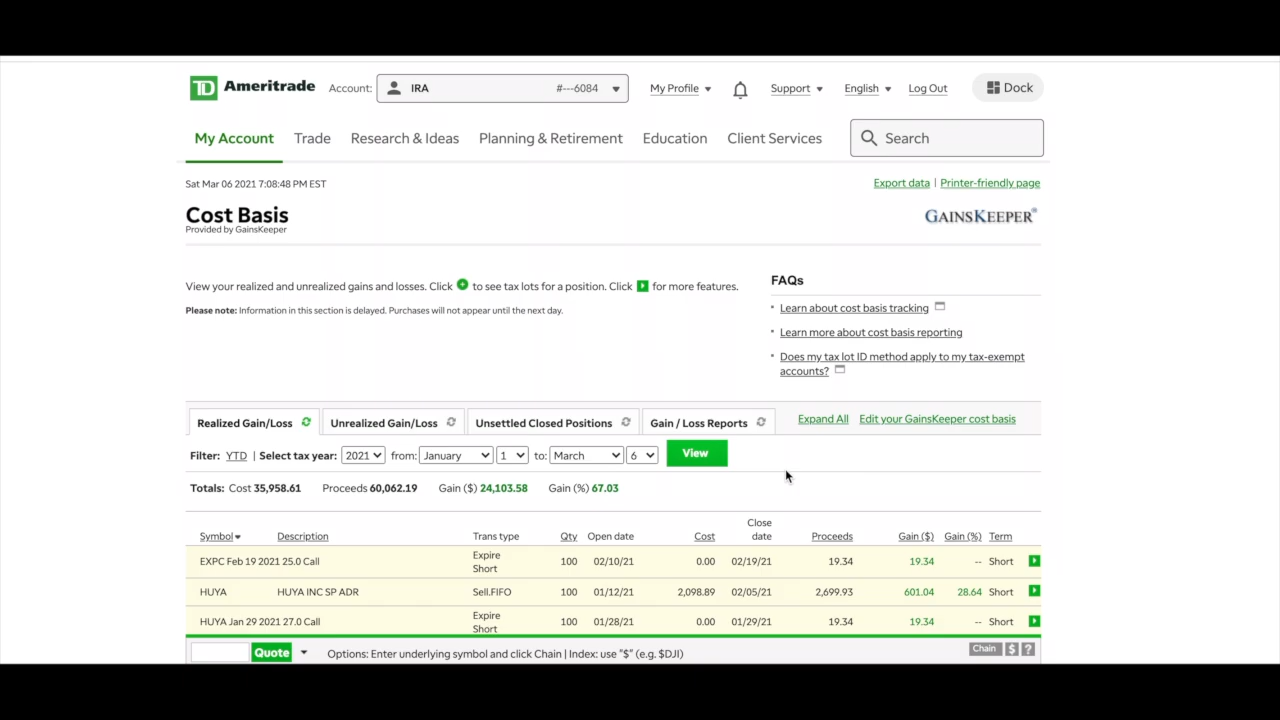 TD Ameritrade Account: IRA #---6084 My Profile Support English Log Out Dock
My Account Trade Research & Ideas Planning & Retirement Education Client Services Search
Sat Mar 06 2021 7:08:48 PM EST Export data | Printer-friendly page
Cost Basis GAINSKEEPER®
Provided by GainsKeeper
View your realized and unrealized gains and losses. Click to see tax lots for a position. Click for more features.
Please note: Information in this section is delayed. Purchases will not appear until the next day.
FAQs
Learn about cost basis tracking
Learn more about cost basis reporting
Does my tax lot ID method apply to my tax-exempt
accounts?
Realized Gain/Loss Unrealized Gain/Loss Unsettled Closed Positions Gain / Loss Reports Expand All Edit your GainsKeeper cost basis
Filter: YTD | Select tax year: 2021 from: January 1 to: March 6 View
Totals: Cost 35,958.61 Proceeds 60,062.19 Gain ($) 24,103.58 Gain (%) 67.03
Symbol Description Trans type Qty Open date Cost Close date Proceeds Gain ($) Gain (%) Term
EXPC Feb 19 2021 25.0 Call Expire Short 100 02/10/21 0.00 02/19/21 19.34 19.34 -- Short
HUYA HUYA INC SP ADR Sell.FIFO 100 01/12/21 2,098.89 02/05/21 2,699.93 601.04 28.64 Short
HUYA Jan 29 2021 27.0 Call Expire Short 100 01/28/21 0.00 01/29/21 19.34 19.34 -- Short
Quote Options: Enter underlying symbol and click Chain | Index: use "$" (e.g. $DJI) Chain $ ?